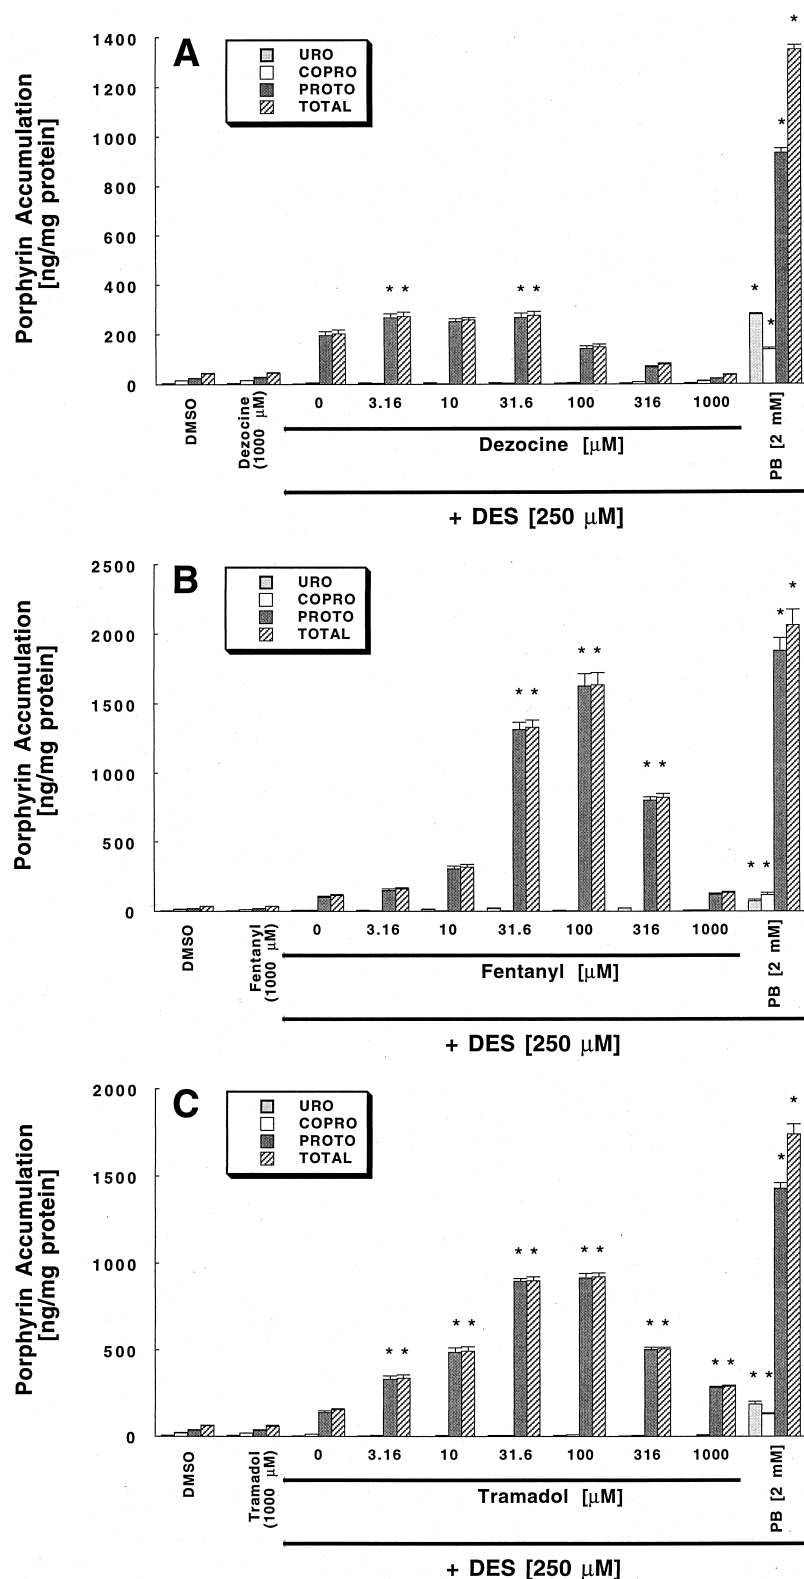 A
Porphyrin Accumulation
[ng/mg protein]
1400
1200
1000
800
600
400
200
0
URO
COPRO
PROTO
TOTAL
* * * * * * * *
DMSO
Dezocine
(1000 μM)
0 3.16 10 31.6 100 316 1000
PB [2 mM]
Dezocine [μM]
+ DES [250 μM]
B
Porphyrin Accumulation
[ng/mg protein]
2500
2000
1500
1000
500
0
URO
COPRO
PROTO
TOTAL
* * * * * * * * * *
DMSO
Fentanyl
(1000 μM)
0 3.16 10 31.6 100 316 1000
PB [2 mM]
Fentanyl [μM]
+ DES [250 μM]
C
Porphyrin Accumulation
[ng/mg protein]
2000
1500
1000
500
0
URO
COPRO
PROTO
TOTAL
* * * * * * * * * * * * * * * *
DMSO
Tramadol
(1000 μM)
0 3.16 10 31.6 100 316 1000
PB [2 mM]
Tramadol [μM]
+ DES [250 μM]